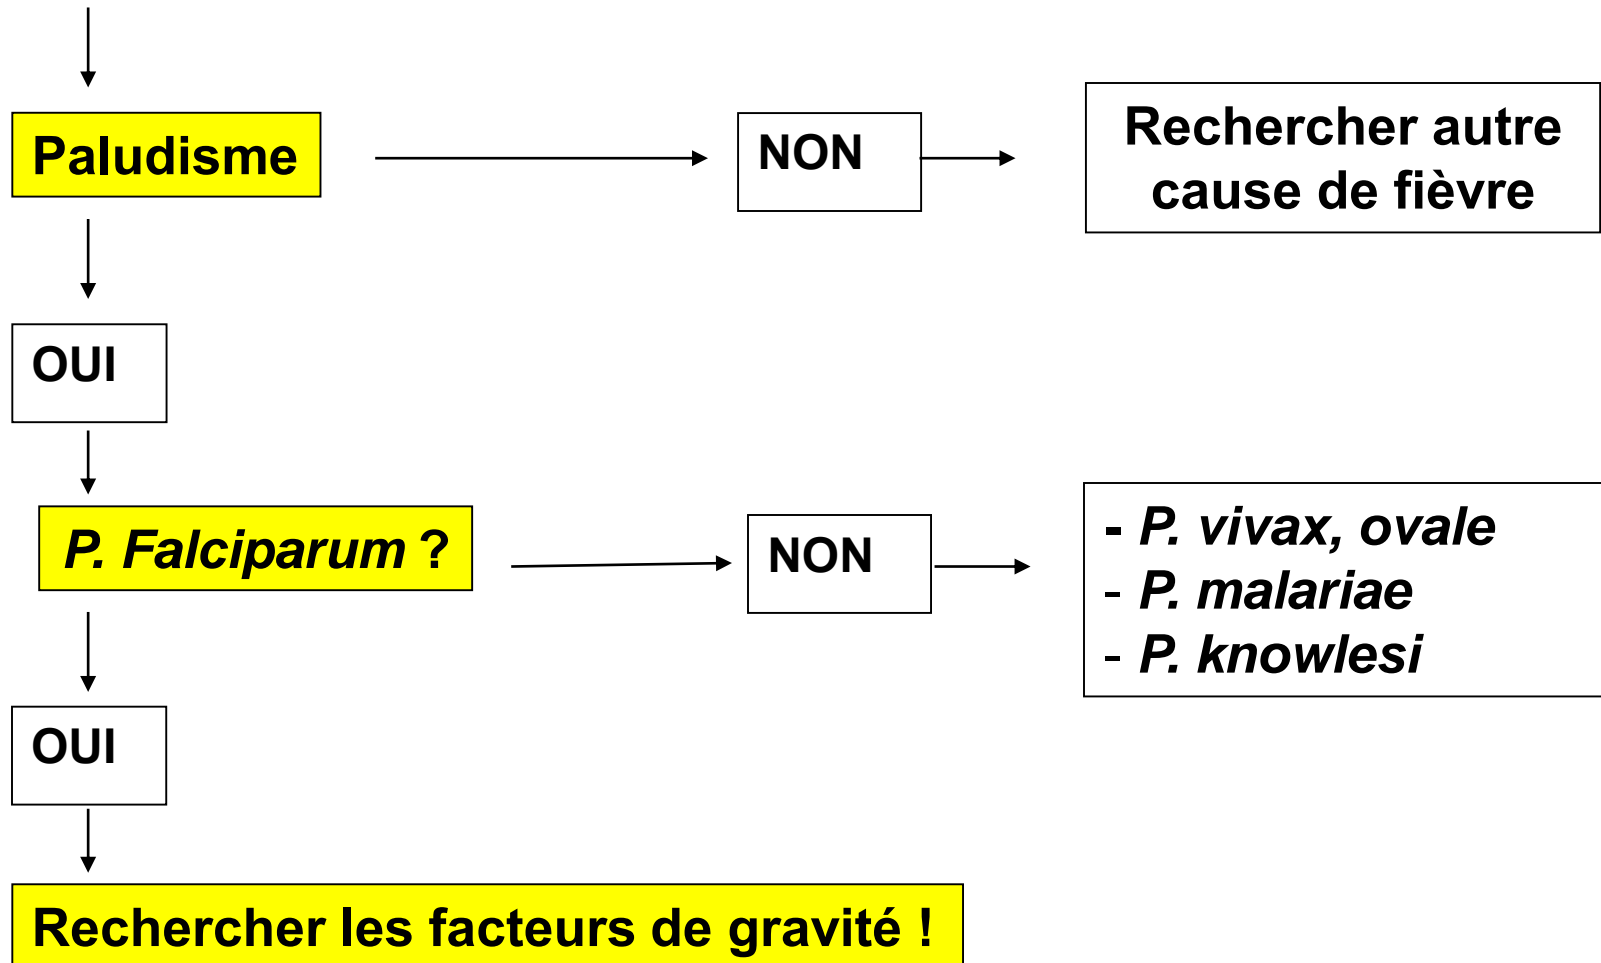 Paludisme
NON
Rechercher autre
cause de fièvre
OUI
P. Falciparum ?
NON
- P. vivax, ovale
- P. malariae
- P. knowlesi
OUI
Rechercher les facteurs de gravité !